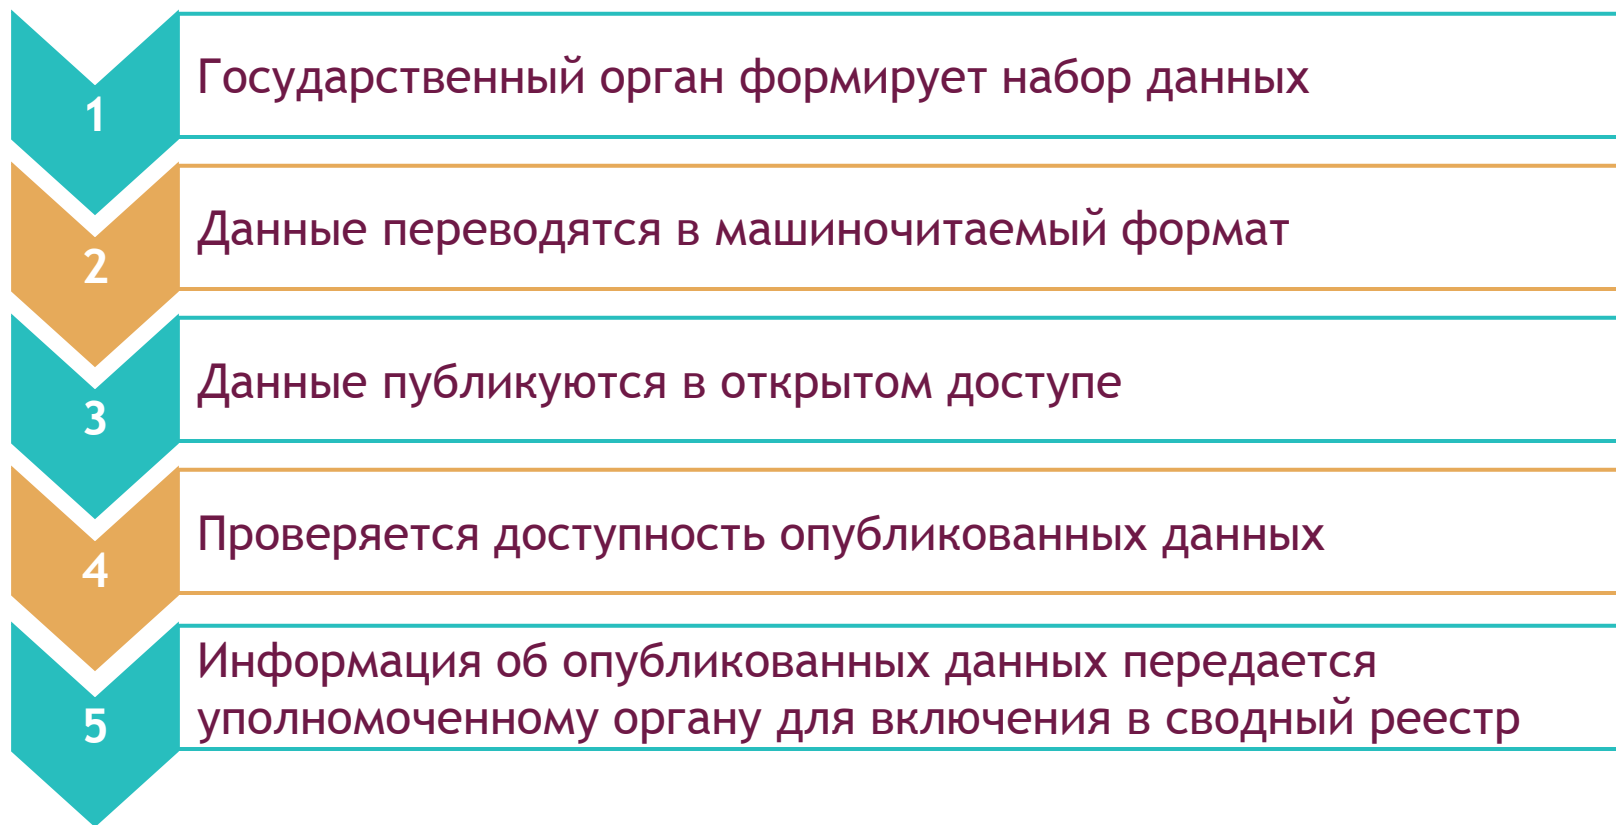 1
Государственный орган формирует набор данных
2
Данные переводятся в машиночитаемый формат
3
Данные публикуются в открытом доступе
4
Проверяется доступность опубликованных данных
5
Информация об опубликованных данных передается
уполномоченному органу для включения в сводный реестр